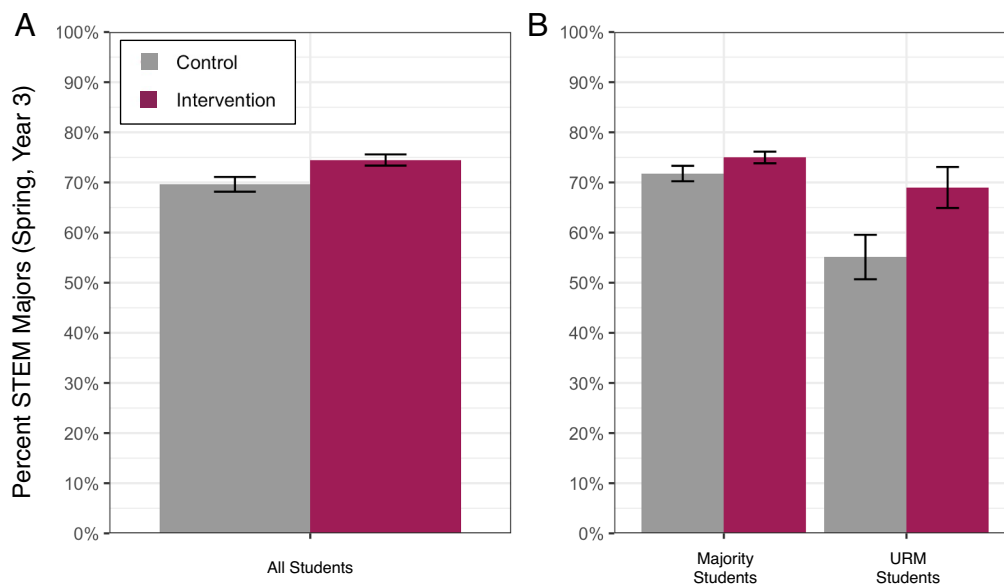 A
B
Percent STEM Majors (Spring, Year 3)
100%
90%
80%
70%
60%
50%
40%
30%
20%
10%
0%
Control
Intervention
All Students
100%
90%
80%
70%
60%
50%
40%
30%
20%
10%
0%
Majority
Students
URM
Students